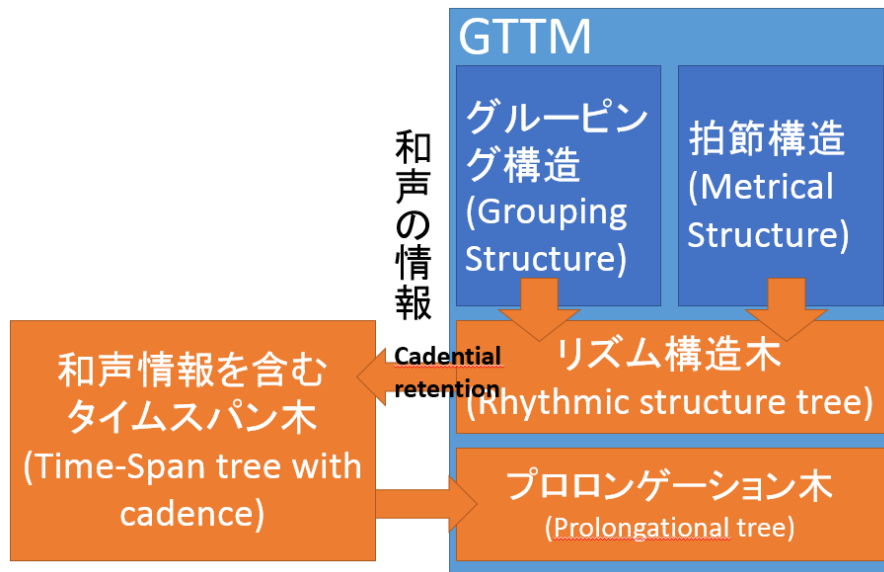 GTTM
グルーピン
グ構造
(Grouping
Structure)
拍節構造
(Metrical
Structure)
和声の情報
Cadential
retention
リズム構造木
(Rhythmic structure tree)
和声情報を含む
タイムスパン木
(Time-Span tree with
cadence)
プロロンゲーション木
(Prolongational tree)